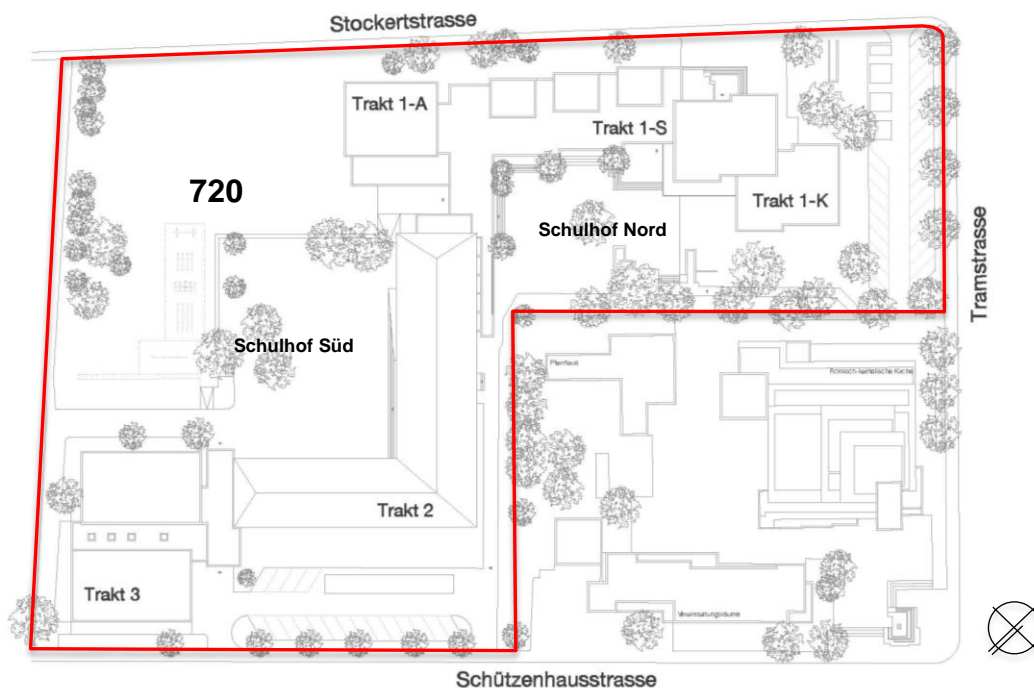 Stockertstrasse
Trakt 1-A
Trakt 1-S
720
Trakt 1-K
Schulhof Nord
Tramstrasse
Schulhof Süd
Pfarrhaus
Römisch-katholische Kirche
Trakt 2
Trakt 3
Veranstaltungsräume
Schützenhausstrasse